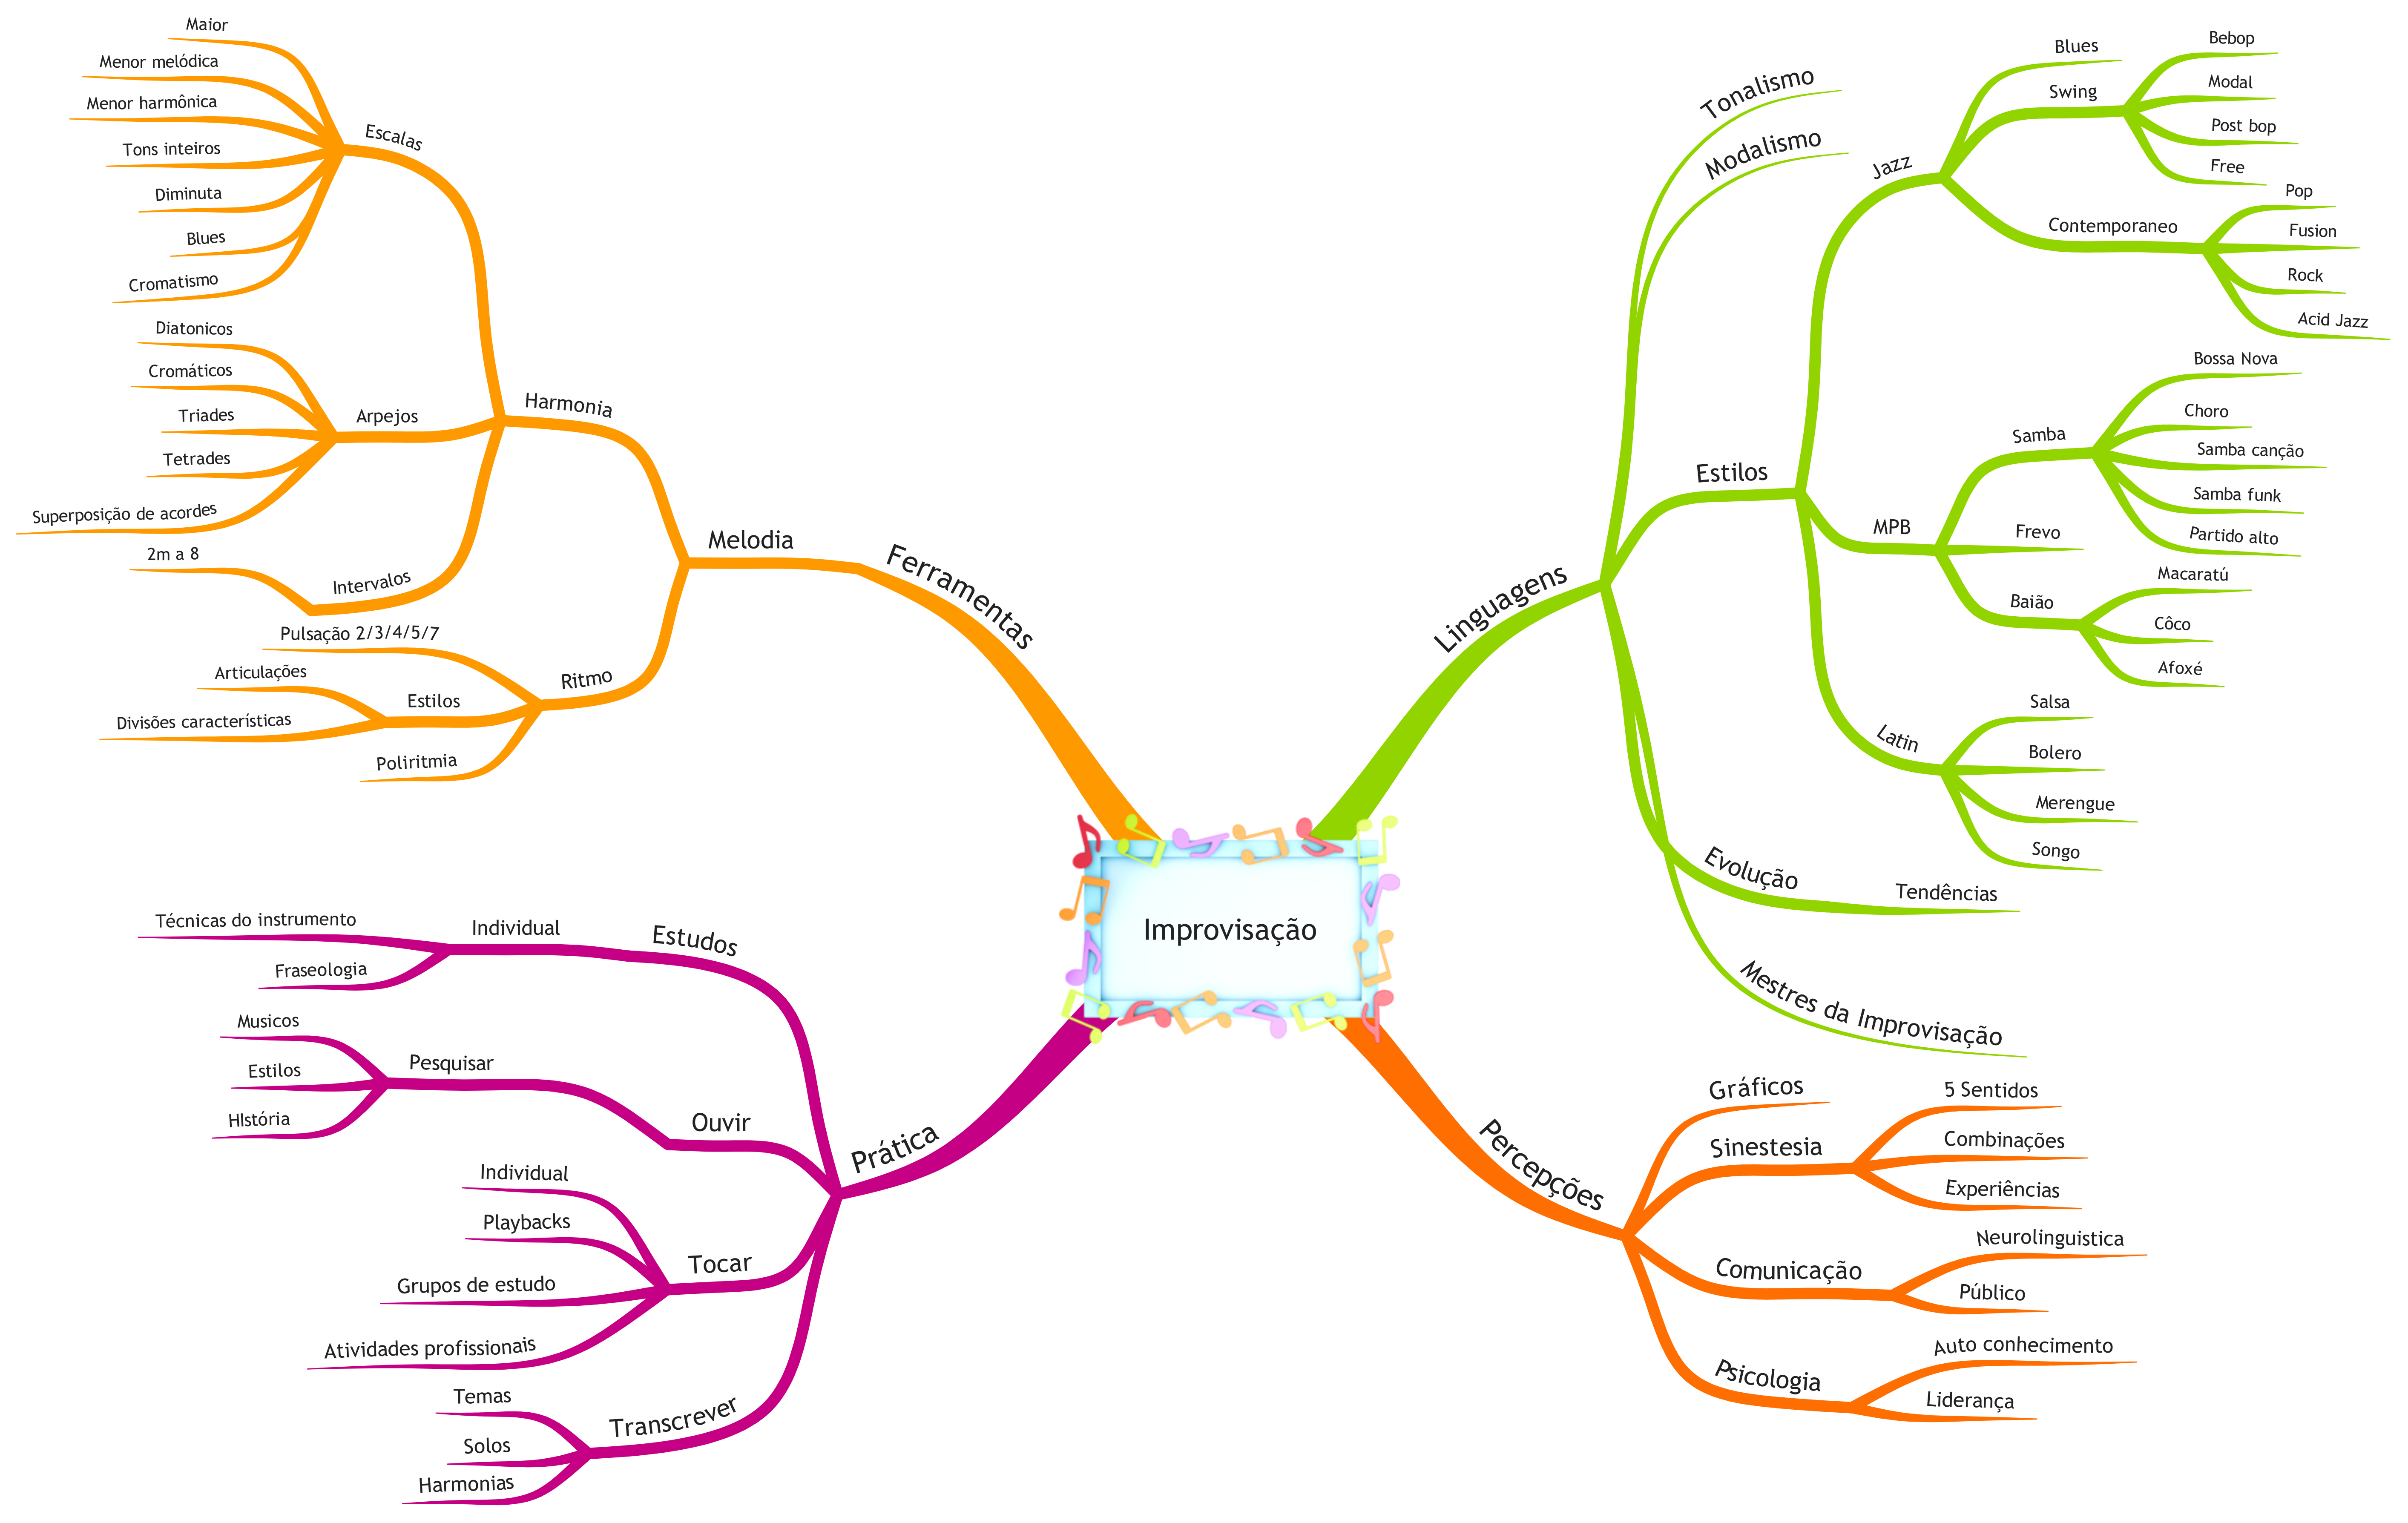 Improvisação
Ferramentas
Melodia
Harmonia
Escalas
Maior
Menor melódica
Menor harmônica
Tons inteiros
Diminuta
Blues
Cromatismo
Arpejos
Diatonicos
Cromáticos
Triades
Tetrades
Superposição de acordes
Intervalos
2m a 8
Ritmo
Pulsação 2/3/4/5/7
Estilos
Articulações
Divisões características
Poliritmia
Linguagens
Tonalismo
Modalismo
Estilos
Jazz
Blues
Swing
Bebop
Modal
Post bop
Free
Contemporaneo
Pop
Fusion
Rock
Acid Jazz
MPB
Samba
Bossa Nova
Choro
Samba canção
Samba funk
Partido alto
Frevo
Baião
Macaratú
Côco
Afoxé
Latin
Salsa
Bolero
Merengue
Songo
Evolução
Tendências
Mestres da Improvisação
Prática
Estudos
Individual
Técnicas do instrumento
Fraseologia
Ouvir
Pesquisar
Musicos
Estilos
HIstória
Tocar
Individual
Playbacks
Grupos de estudo
Atividades profissionais
Transcrever
Temas
Solos
Harmonias
Percepções
Gráficos
Sinestesia
5 Sentidos
Combinações
Experiências
Comunicação
Neurolinguistica
Público
Psicologia
Auto conhecimento
Liderança